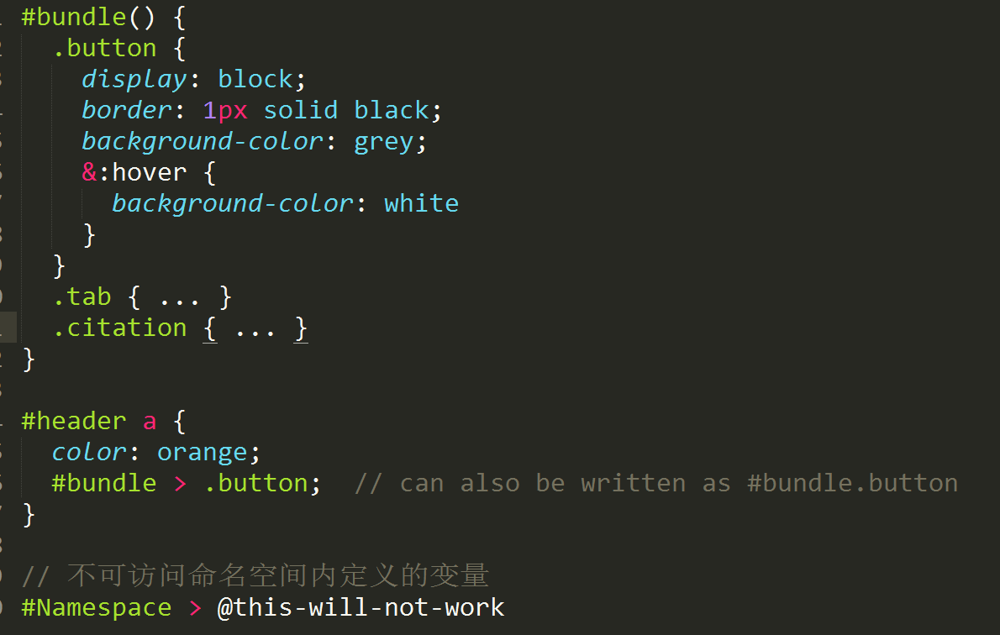 #bundle() {
  .button {
    display: block;
    border: 1px solid black;
    background-color: grey;
    &:hover {
      background-color: white
    }
  }
  .tab { ... }
  .citation { ... }
}

#header a {
  color: orange;
  #bundle > .button;  // can also be written as #bundle.button
}

// 不可访问命名空间内定义的变量
#Namespace > @this-will-not-work